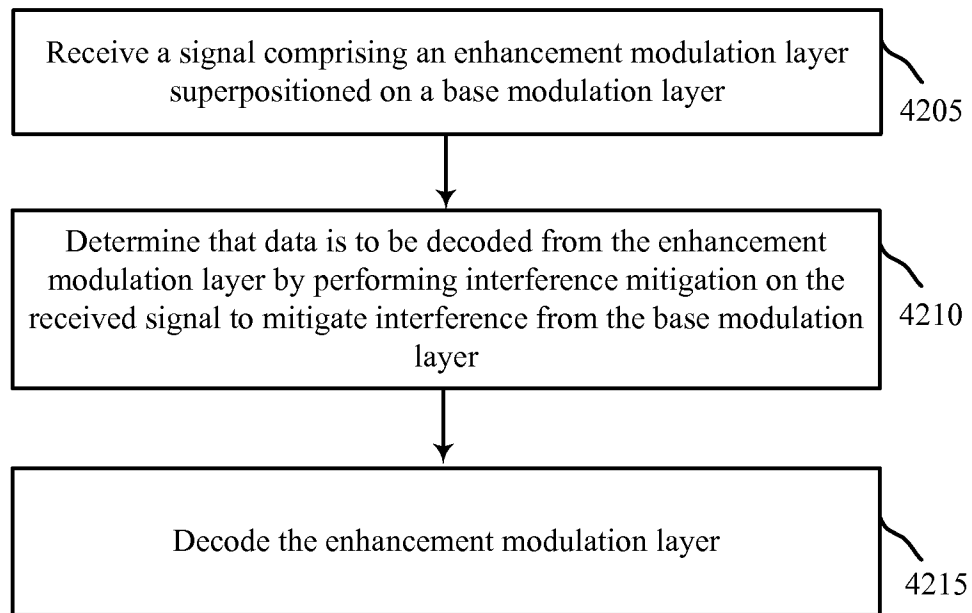 Receive a signal comprising an enhancement modulation layer
superpositioned on a base modulation layer
4205
Determine that data is to be decoded from the enhancement
modulation layer by performing interference mitigation on the
received signal to mitigate interference from the base modulation
layer
4210
Decode the enhancement modulation layer
4215